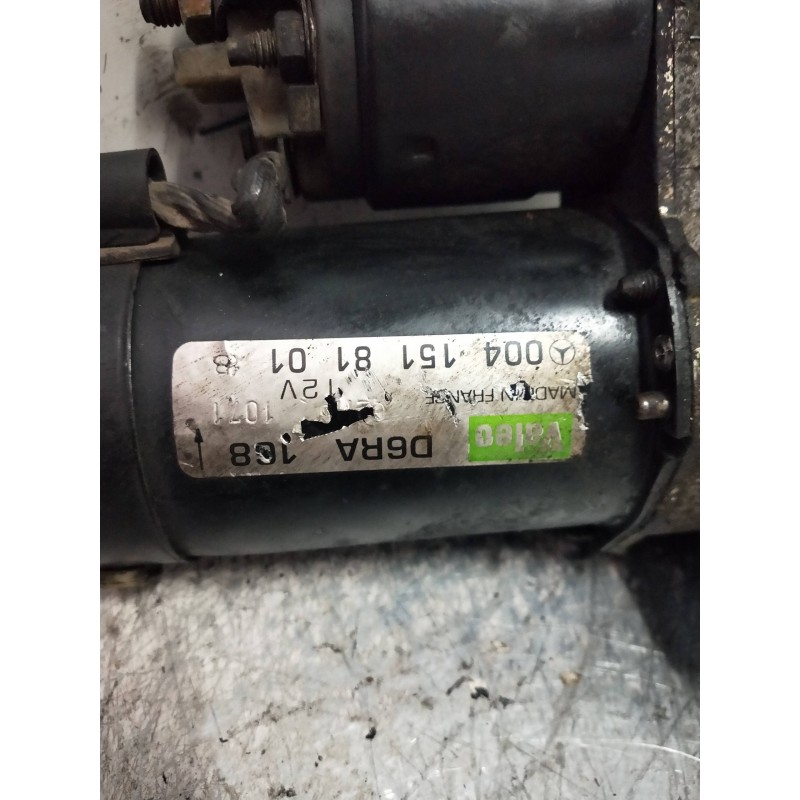 valeo D6RA 168
MADE IN FRANCE 12V 1071
004 151 81 01